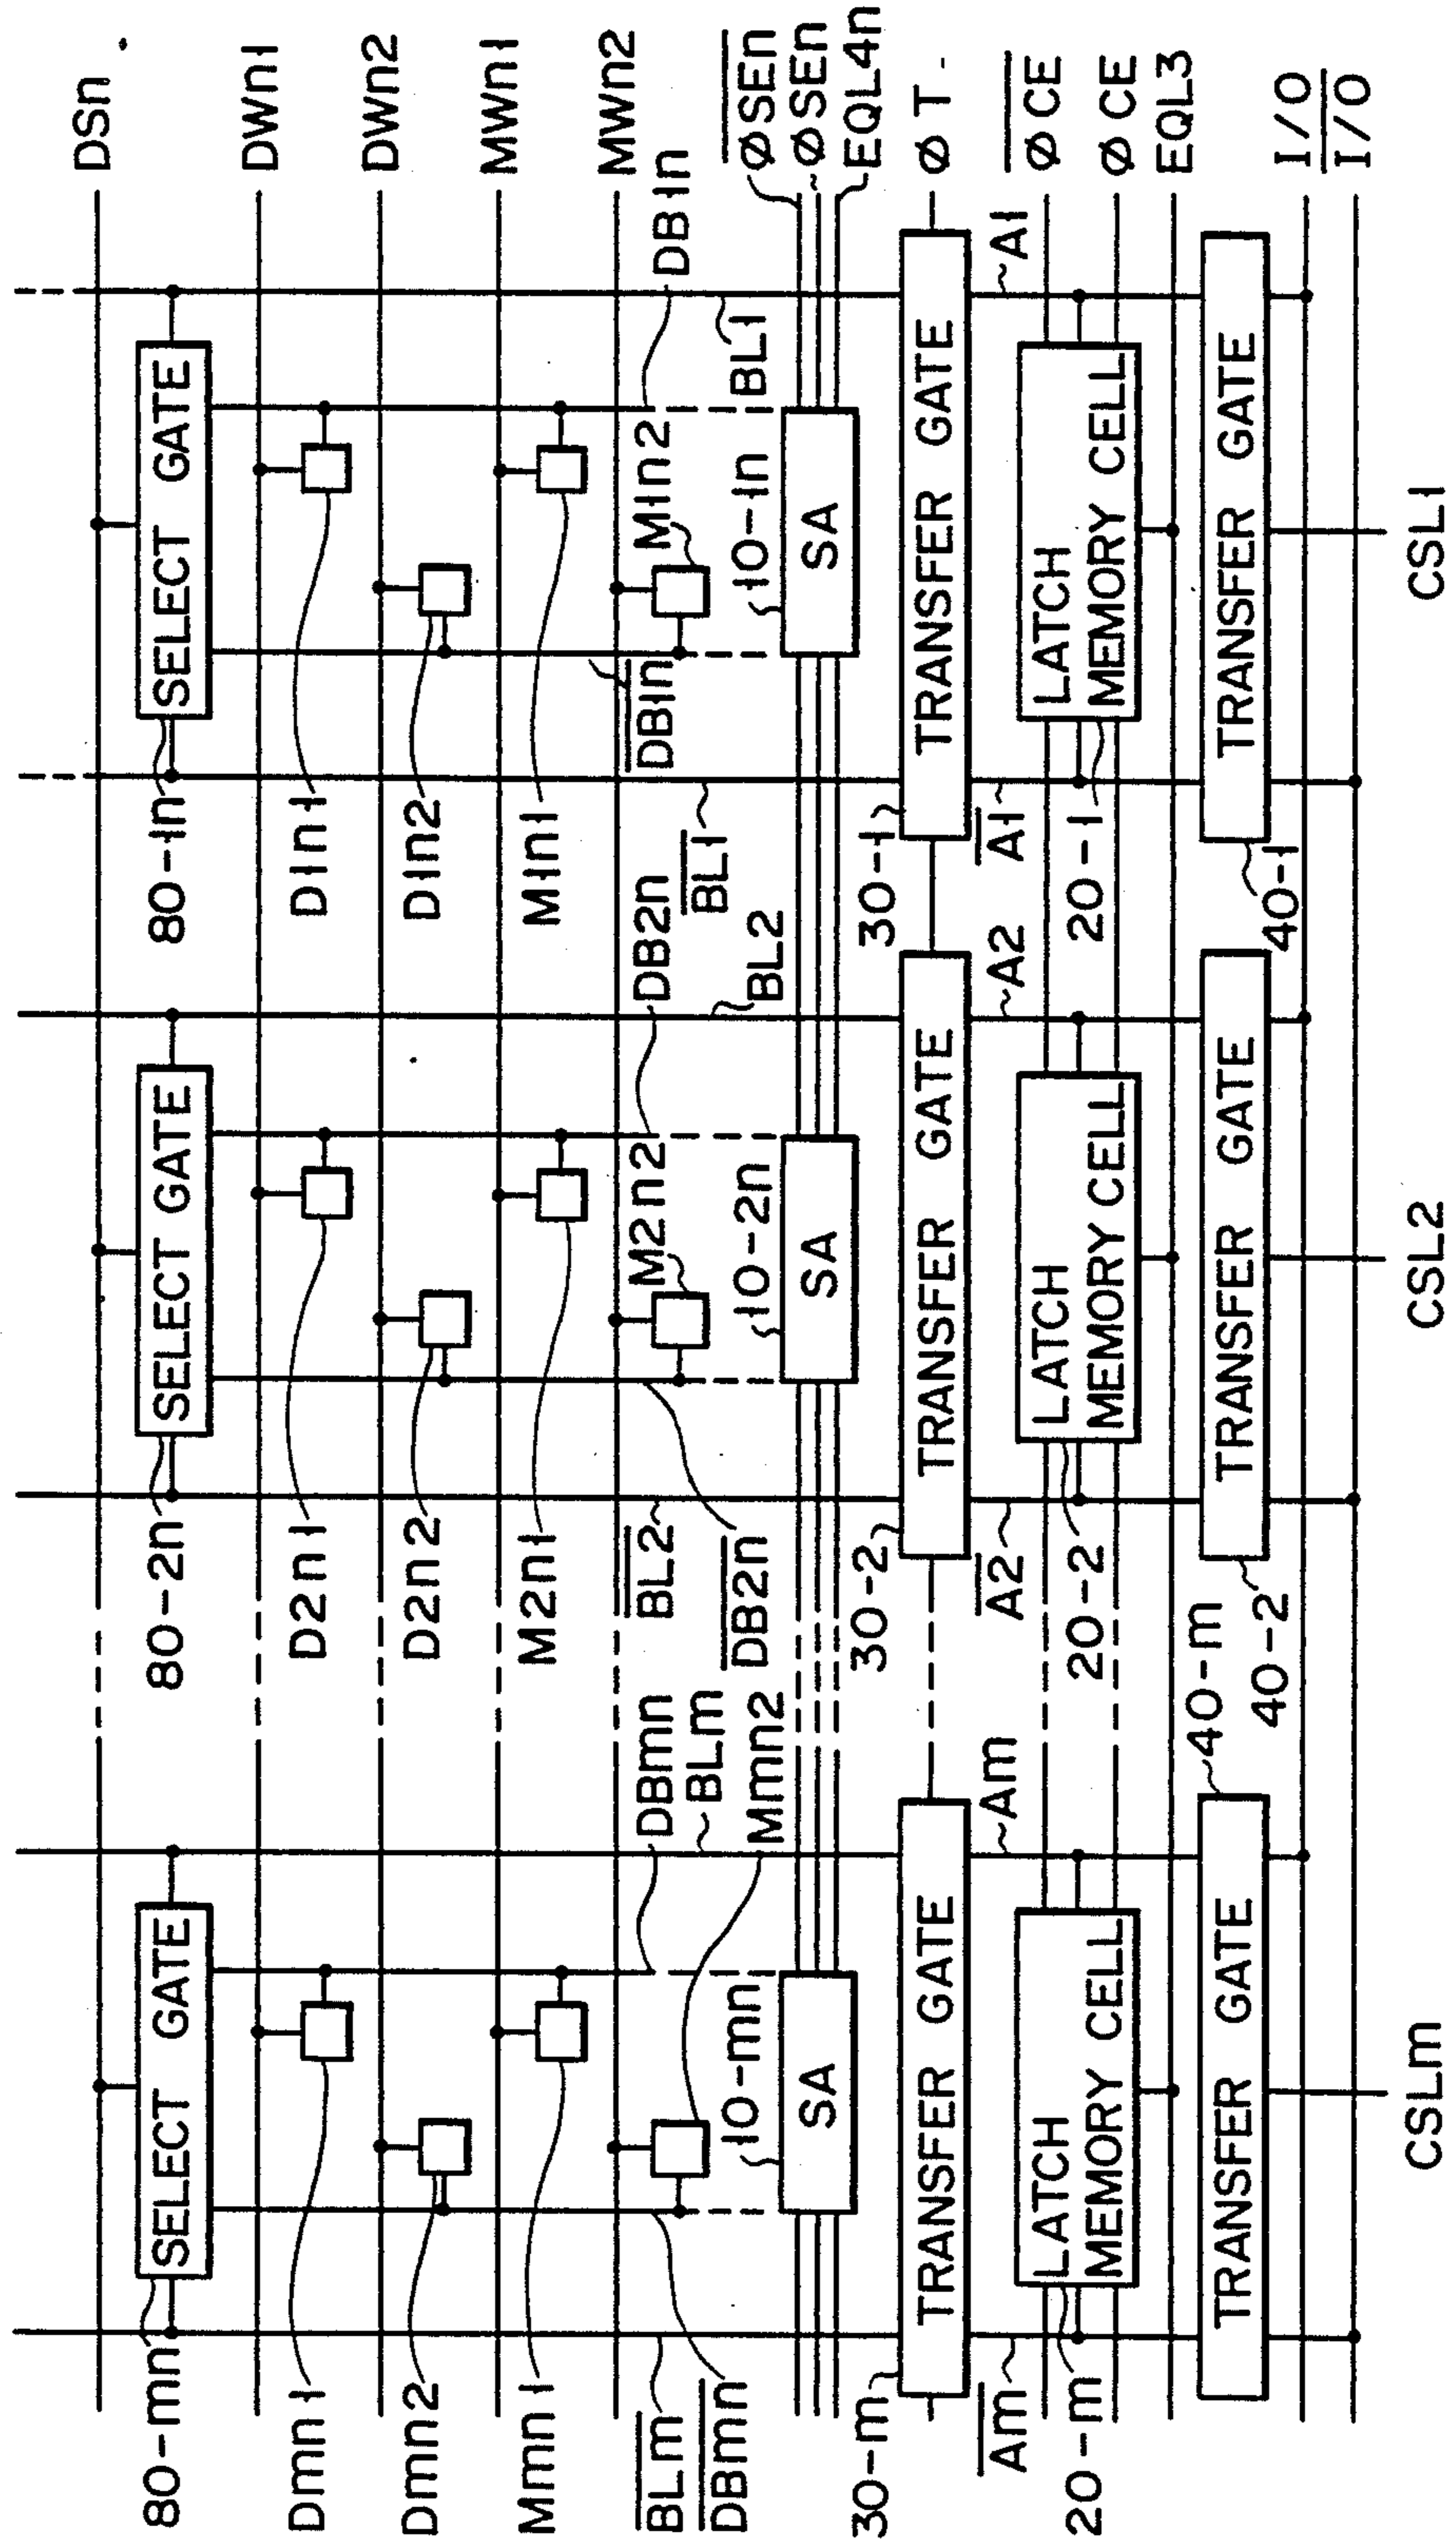 DSn
DWn1
DWn2
MWn1
MWn2
DB1n
φSEn
φSEn
EQL4n
φT
φCE
φCE
EQL3
I/O
I/O
SELECT GATE
80-1n
D1n1
D1n2
M1n1
M1n2
DB1n
BL1
BL1
10-1n
SA
TRANSFER GATE
30-1
A1
A1
LATCH
MEMORY CELL
20-1
TRANSFER GATE
40-1
CSL1
SELECT GATE
80-2n
D2n1
D2n2
M2n1
M2n2
DB2n
BL2
BL2
DB2n
10-2n
SA
TRANSFER GATE
30-2
A2
A2
LATCH
MEMORY CELL
20-2
TRANSFER GATE
40-2
CSL2
SELECT GATE
80-mn
Dmn1
Dmn2
Mmn1
Mmn2
DBmn
BLm
BLm
DBmn
10-mn
SA
TRANSFER GATE
30-m
Am
Am
LATCH
MEMORY CELL
20-m
TRANSFER GATE
40-m
CSLm